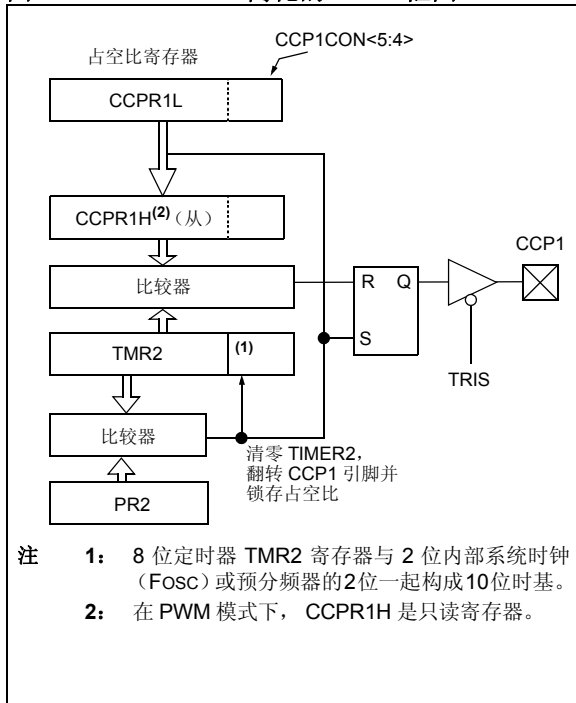 CCP1CON<5:4>
占空比寄存器
CCPR1L
CCPR1H(2)（从）
CCP1
比较器
R Q
S
TMR2
(1)
TRIS
比较器
清零 TIMER2，
翻转 CCP1 引脚并
锁存占空比
PR2
注 1： 8 位定时器 TMR2 寄存器与 2 位内部系统时钟
（FOSC）或预分频器的2位一起构成10位时基。
2： 在 PWM 模式下， CCPR1H 是只读寄存器。